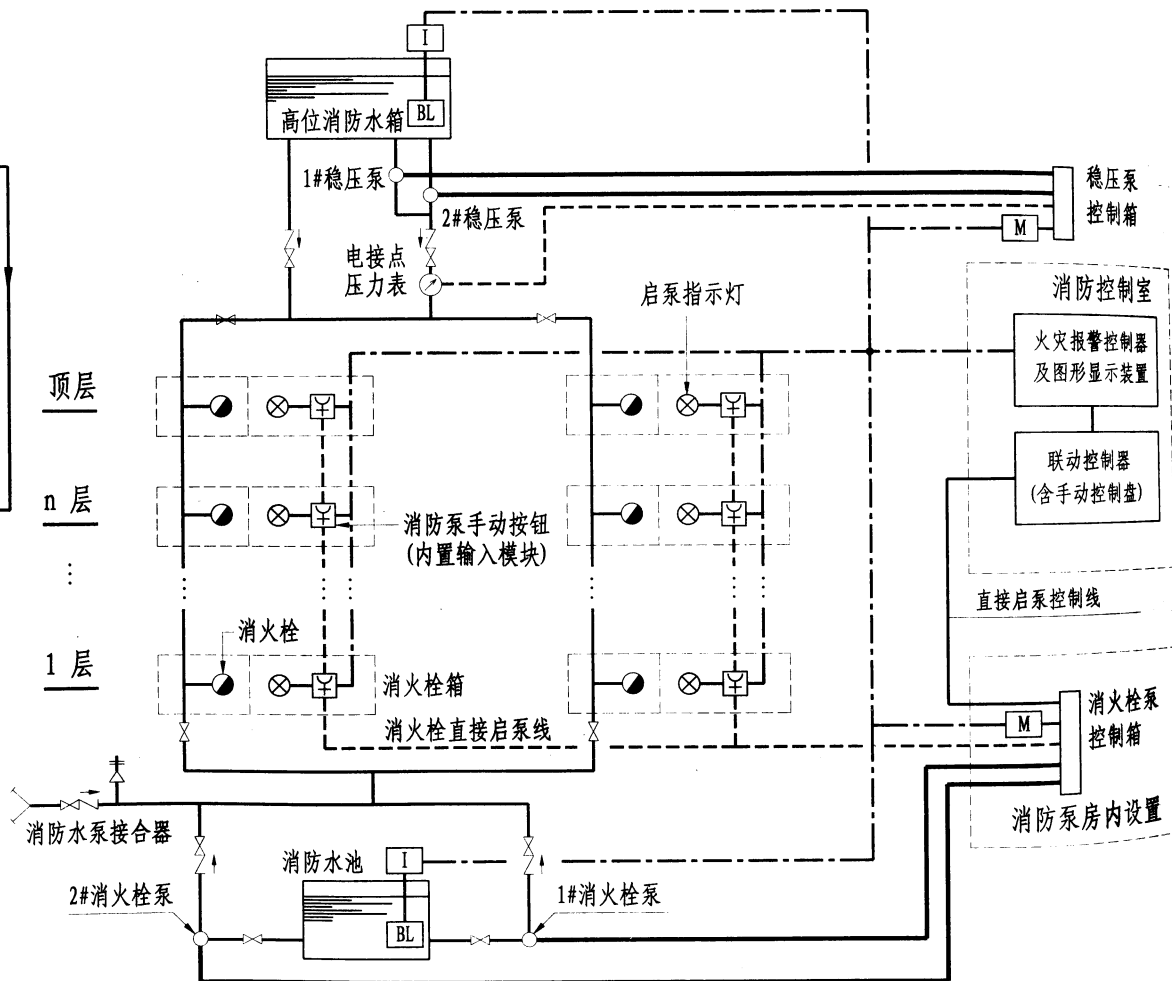 I
BL
高位消防水箱
1#稳压泵
2#稳压泵
稳压泵
控制箱
M
电接点
压力表
启泵指示灯
消防控制室
火灾报警控制器
及图形显示装置
顶层
联动控制器
(含手动控制盘)
n 层
消防泵手动按钮
(内置输入模块)
直接启泵控制线
消火栓
1 层
消火栓箱
消火栓直接启泵线
M
消火栓泵
控制箱
消防泵房内设置
消防水泵接合器
消防水池
I
2#消火栓泵
1#消火栓泵
BL